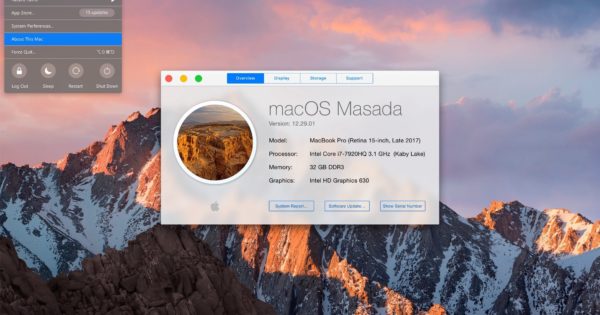 App Store...
13 updates
System Preferences...
About This Mac
Force Quit...
Log Out
Sleep
Restart
Shut Down
Overview
Display
Storage
Support
macOS Masada
Version: 12.29.01
Model: MacBook Pro (Retina 15-inch, Late 2017)
Processor: Intel Core i7-7920HQ 3.1 GHz (Kaby Lake)
Memory: 32 GB DDR3
Graphics: Intel HD Graphics 630
System Report...
Software Update...
Show Serial Number